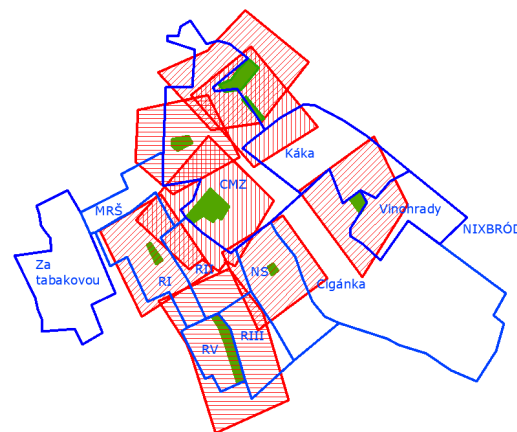 Káka
CMZ
MRŠ
Vinohrady
NIXBRÓD
Za
tabakovou
RI
RII
NS
Cigánka
RIII
RV